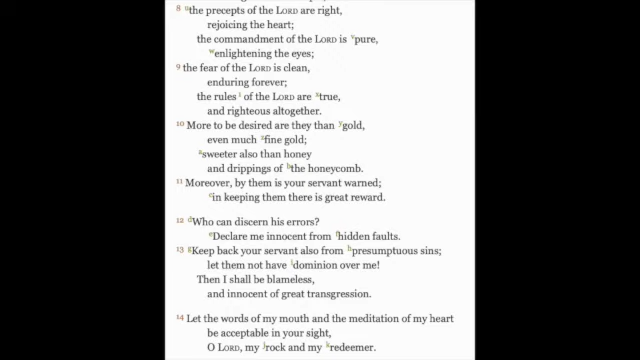 8 u the precepts of the LORD are right,
rejoicing the heart;
the commandment of the LORD is v pure,
w enlightening the eyes;
9 the fear of the LORD is clean,
enduring forever;
the rules i of the LORD are x true,
and righteous altogether.
10 More to be desired are they than y gold,
even much z fine gold;
a sweeter also than honey
and drippings of b the honeycomb.
11 Moreover, by them is your servant warned;
c in keeping them there is great reward.
12 d Who can discern his errors?
e Declare me innocent from f hidden faults.
13 g Keep back your servant also from h presumptuous sins;
let them not have i dominion over me!
Then I shall be blameless,
and innocent of great transgression.
14 Let the words of my mouth and the meditation of my heart
be acceptable in your sight,
O LORD, my j rock and my k redeemer.